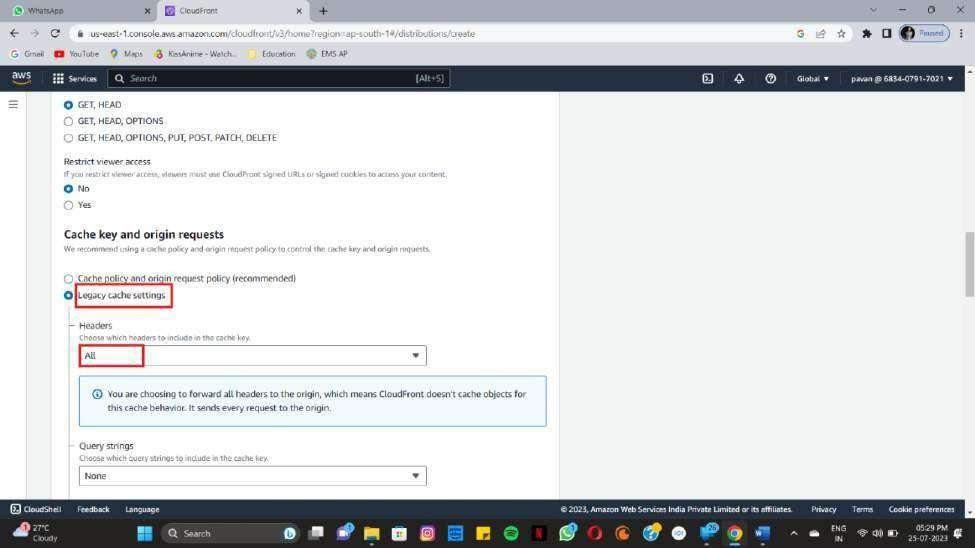 WhatsApp
CloudFront
us-east-1.console.aws.amazon.com/cloudfront/v3/home?region=ap-south-1#/distributions/create
Paused
Gmail
YouTube
Maps
KissAnime - Watch...
Education
EMS AP
aws
Services
Search
[Alt+S]
Global
pavan @ 6834-0791-7021
GET, HEAD
GET, HEAD, OPTIONS
GET, HEAD, OPTIONS, PUT, POST, PATCH, DELETE
Restrict viewer access
If you restrict viewer access, viewers must use CloudFront signed URLs or signed cookies to access your content.
No
Yes
Cache key and origin requests
We recommend using a cache policy and origin request policy to control the cache key and origin requests.
Cache policy and origin request policy (recommended)
Legacy cache settings
Headers
Choose which headers to include in the cache key.
All
You are choosing to forward all headers to the origin, which means CloudFront doesn't cache objects for
this cache behavior. It sends every request to the origin.
Query strings
Choose which query strings to include in the cache key.
None
CloudShell
Feedback
Language
© 2023, Amazon Web Services India Private Limited or its affiliates.
Privacy
Terms
Cookie preferences
27°C
Cloudy
Search
ENG
IN
05:29 PM
25-07-2023